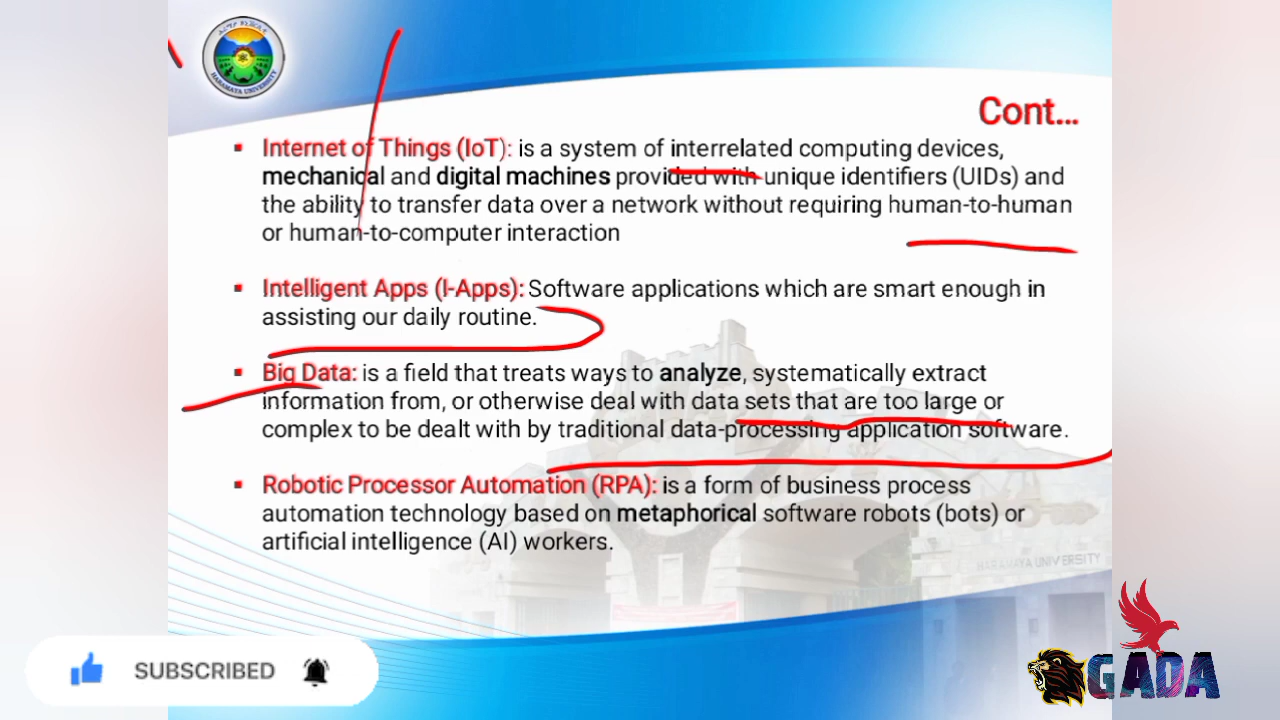 HARAMAYA UNIVERSITY
Cont...
▪ Internet of Things (IoT): is a system of interrelated computing devices,
mechanical and digital machines provided with unique identifiers (UIDs) and
the ability to transfer data over a network without requiring human-to-human
or human-to-computer interaction
▪ Intelligent Apps (I-Apps): Software applications which are smart enough in
assisting our daily routine.
▪ Big Data: is a field that treats ways to analyze, systematically extract
information from, or otherwise deal with data sets that are too large or
complex to be dealt with by traditional data-processing application software.
▪ Robotic Processor Automation (RPA): is a form of business process
automation technology based on metaphorical software robots (bots) or
artificial intelligence (AI) workers.
HARAMAYA UNIVERSITY
SUBSCRIBED
GADA